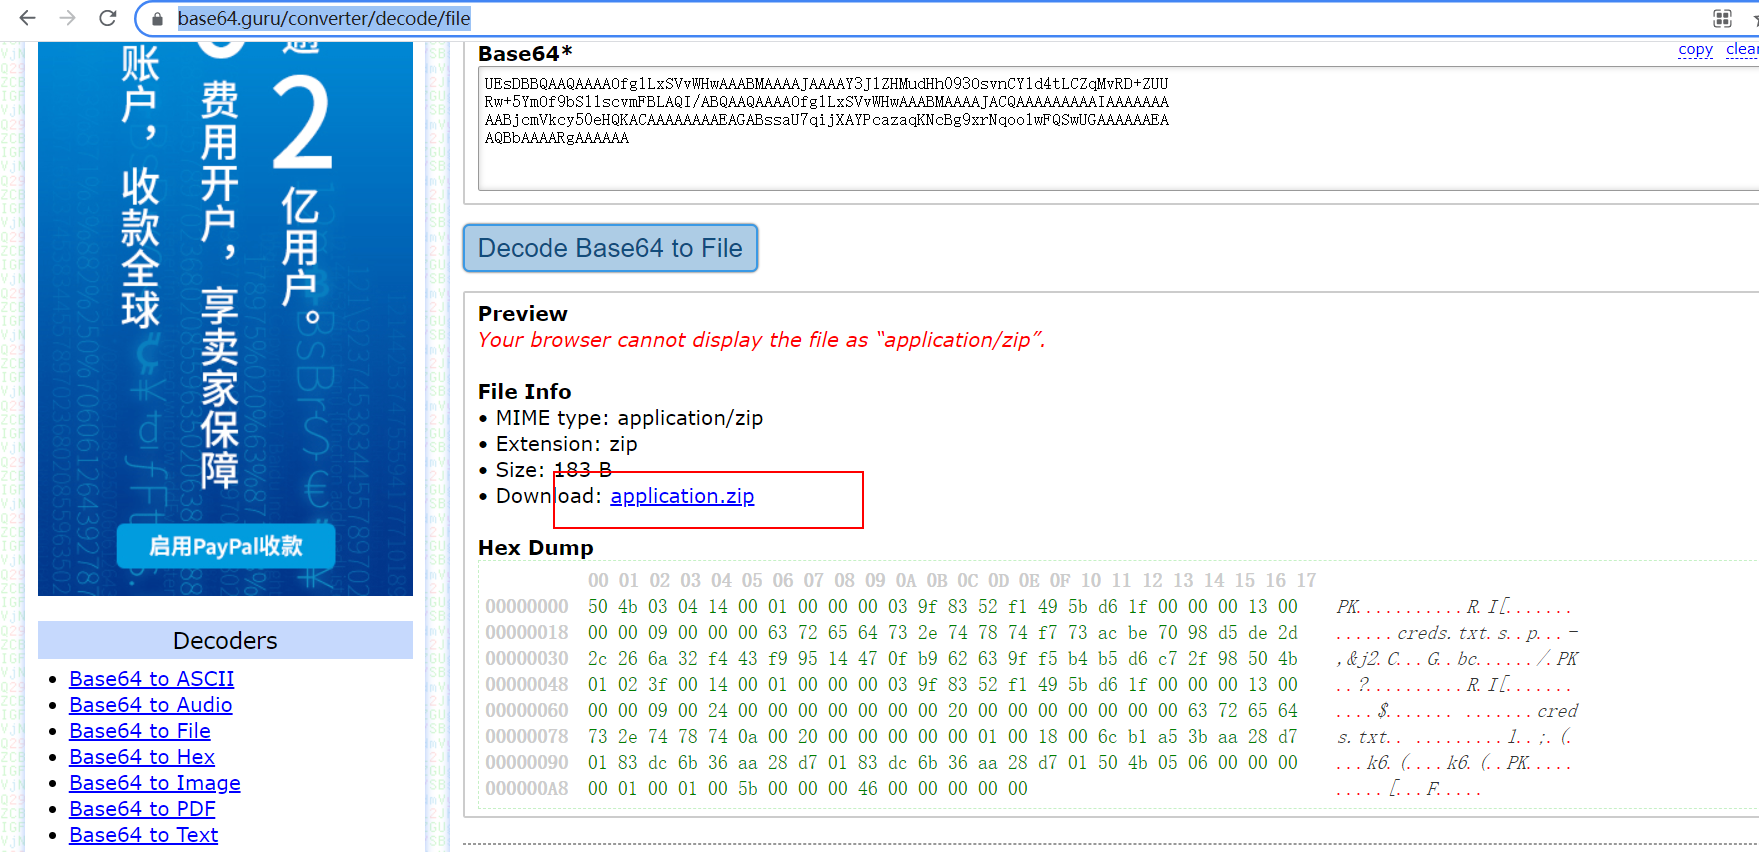 base64.guru/converter/decode/file
账户，收款全球
费用开户，享卖家保障
2亿用户。
启用PayPal收款
Decoders
Base64 to ASCII
Base64 to Audio
Base64 to File
Base64 to Hex
Base64 to Image
Base64 to PDF
Base64 to Text
Base64*
copy
clear
UEsDBBQAAQAAAAOfg1LxSVvWHwAAABMAAAAJAAAAY3JlZHMudHh0930svnCY1d4tLCZqMvRD+ZUU
Rw+5YmOf9bS11scvmFBLAQI/ABQAAQAAAAOfg1LxSVvWHwAAABMAAAAJACQAAAAAAAAAIAAAAAAA
AABjcmVkcy50eHQKACAAAAAAAAEAGABssaU7qijXAYPcazaqKNcBg9xrNqoo1wFQSwUGAAAAAAEA
AQBbAAAARgAAAAAA
Decode Base64 to File
Preview
Your browser cannot display the file as “application/zip”.
File Info
• MIME type: application/zip
• Extension: zip
• Size: 183 B
• Download: application.zip
Hex Dump
00 01 02 03 04 05 06 07 08 09 0A 0B 0C 0D 0E 0F 10 11 12 13 14 15 16 17
00000000 50 4b 03 04 14 00 01 00 00 00 03 9f 83 52 f1 49 5b d6 1f 00 00 00 13 00 PK...........R.I[.......
00000018 00 00 09 00 00 00 63 72 65 64 73 2e 74 78 74 f7 73 ac be 70 98 d5 de 2d ......creds.txt.s..p...-
00000030 2c 26 6a 32 f4 43 f9 95 14 47 0f b9 62 63 9f f5 b4 b5 d6 c7 2f 98 50 4b ,&j2.C...G..bc....../.PK
00000048 01 02 3f 00 14 00 01 00 00 00 03 9f 83 52 f1 49 5b d6 1f 00 00 00 13 00 ..?..........R.I[.......
00000060 00 00 09 00 24 00 00 00 00 00 00 00 20 00 00 00 00 00 00 00 63 72 65 64 ....$....... .......cred
00000078 73 2e 74 78 74 0a 00 20 00 00 00 00 00 01 00 18 00 6c b1 a5 3b aa 28 d7 s.txt.. .........l..;.(.
00000090 01 83 dc 6b 36 aa 28 d7 01 83 dc 6b 36 aa 28 d7 01 50 4b 05 06 00 00 00 ...k6.(....k6.(..PK.....
000000A8 00 01 00 01 00 5b 00 00 00 46 00 00 00 00 00 .....[...F.....